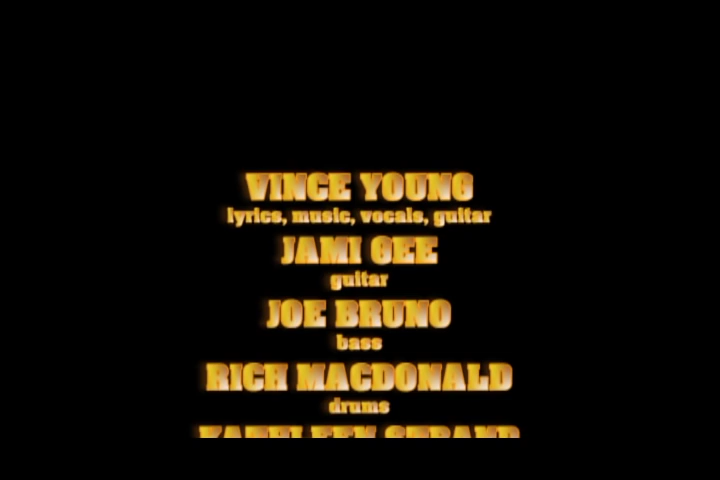 VINCE YOUNG
lyrics, music, vocals, guitar
JAMI GEE
guitar
JOE BRUNO
bass
RICH MACDONALD
drums